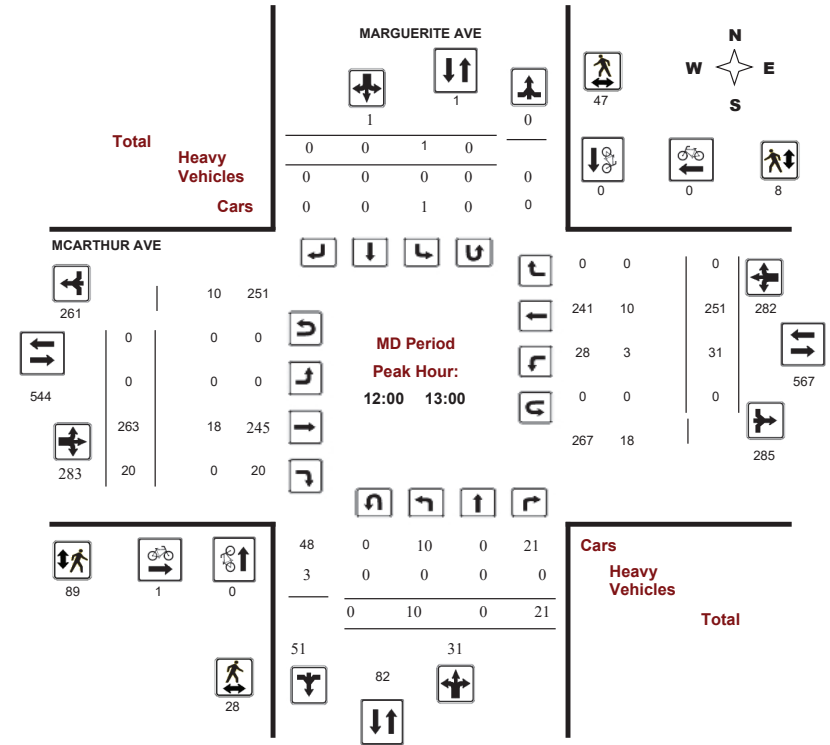 MARGUERITE AVE
N
W E
S
1
47
1 0
Total 0 0 1 0
Heavy
Vehicles 0 0 0 0 0
Cars 0 0 1 0 0
0 0 8
MCARTHUR AVE
261 10 251
0 0 0
544
0 0 0
263 18 245
283 20 0 20
MD Period
Peak Hour:
12:00 13:00
0 0 0
241 10 251 282
28 3 31
567
0 0 0
267 18
285
48 0 10 0 21 Cars
3 0 0 0 0 Heavy
Vehicles
0 10 0 21 Total
89 1 0
51 31
82
28